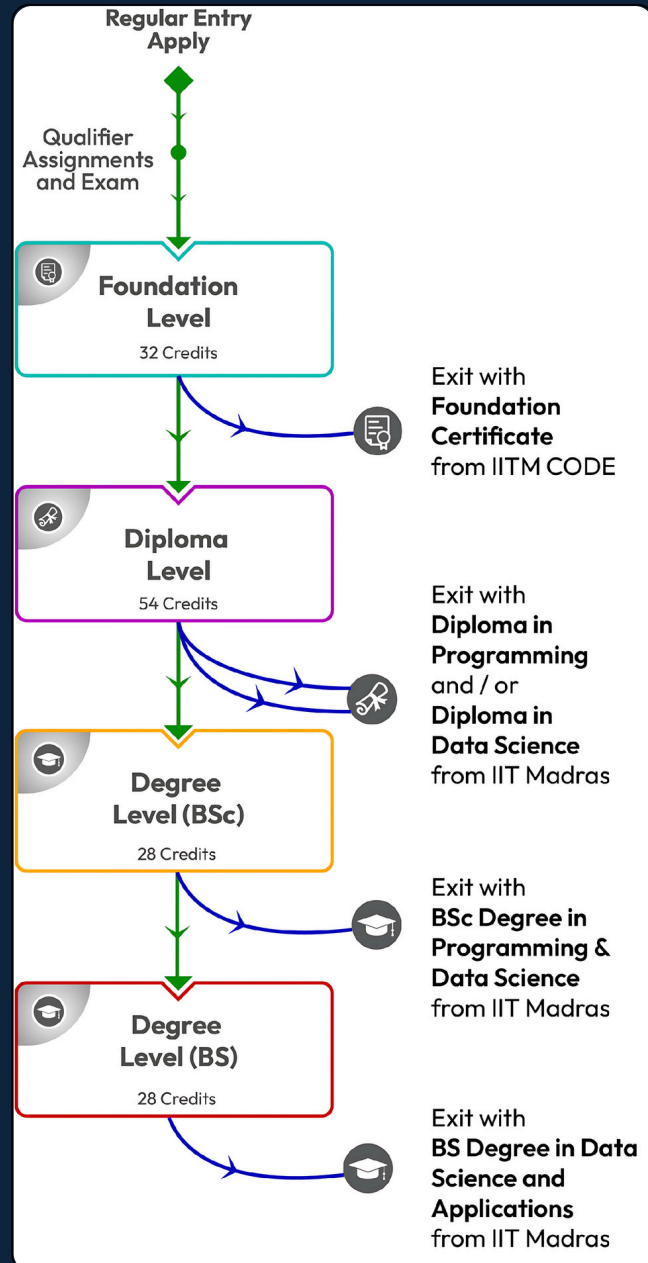 Regular Entry
Apply
Qualifier
Assignments
and Exam
Foundation
Level
32 Credits
Exit with
Foundation
Certificate
from IITM CODE
Diploma
Level
54 Credits
Exit with
Diploma in
Programming
and / or
Diploma in
Data Science
from IIT Madras
Degree
Level (BSc)
28 Credits
Exit with
BSc Degree in
Programming &
Data Science
from IIT Madras
Degree
Level (BS)
28 Credits
Exit with
BS Degree in Data
Science and
Applications
from IIT Madras